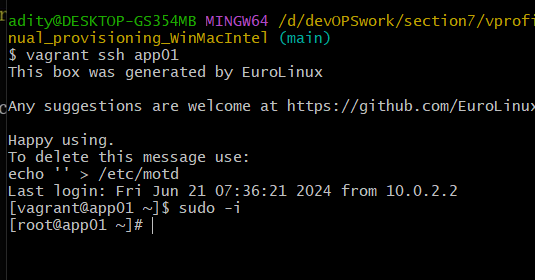 adity@DESKTOP-GS354MB MINGW64 /d/devOPSwork/section7/vprofi
nual_provisioning_WinMacIntel (main)
$ vagrant ssh app01
This box was generated by EuroLinux
Any suggestions are welcome at https://github.com/EuroLinux
Happy using.
To delete this message use:
echo '' > /etc/motd
Last login: Fri Jun 21 07:36:21 2024 from 10.0.2.2
[vagrant@app01 ~]$ sudo -i
[root@app01 ~]#